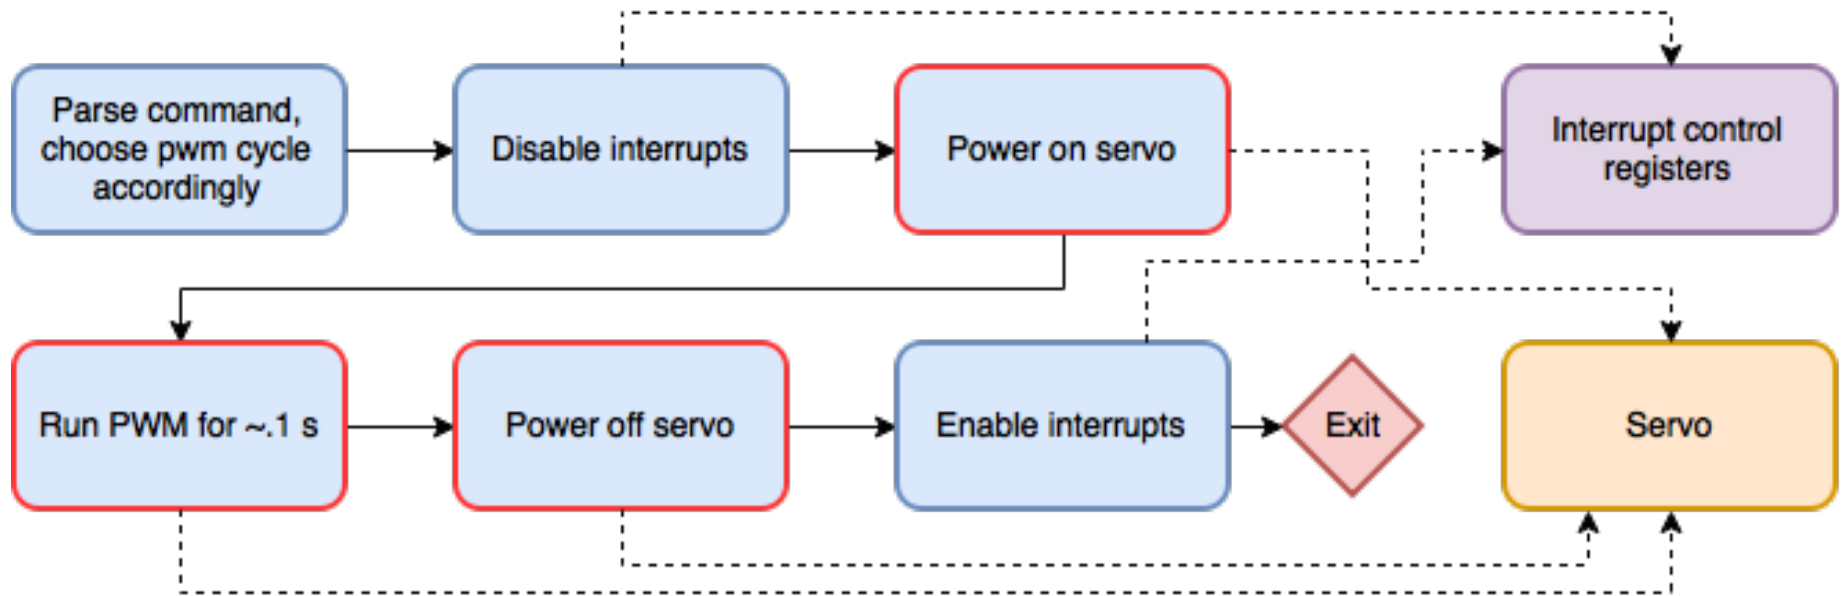 Parse command,
choose pwm cycle
accordingly
Disable interrupts
Power on servo
Interrupt control
registers
Run PWM for ~.1 s
Power off servo
Enable interrupts
Exit
Servo